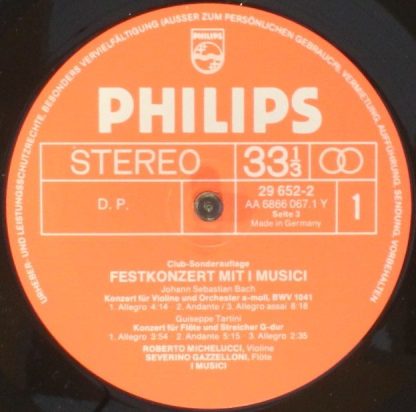 URHEBER- UND LEISTUNGSSCHUTZRECHTE, BESONDERS VERVIELFÄLTIGUNG (AUSSER ZUM PERSÖNLICHEN GEBRAUCH), VERMIETUNG, AUFFÜHRUNG, SENDUNG, VORBEHALTEN
PHILIPS
PHILIPS
STEREO
33 1/3
D. P.
29 652-2
AA 6866 067.1 Y
Seite 3
Made in Germany
1
Club-Sonderauflage
FESTKONZERT MIT I MUSICI
Johann Sebastian Bach
Konzert für Violine und Orchester a-moll, BWV 1041
1. Allegro 4:14 2. Andante / 3. Allegro assai 8:18
Guiseppe Tartini
Konzert für Flöte und Streicher G-dur
1. Allegro 3:54 2. Andante 5:15 3. Allegro 2:35
ROBERTO MICHELUCCI, Violine
SEVERINO GAZZELLONI, Flöte
I MUSICI